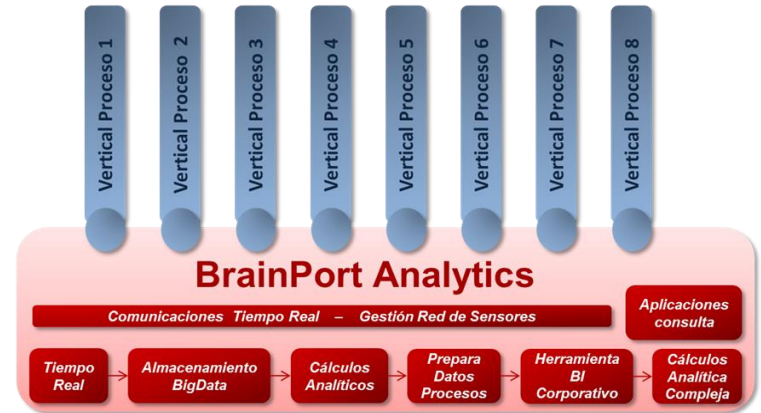 Vertical Proceso 1
Vertical Proceso 2
Vertical Proceso 3
Vertical Proceso 4
Vertical Proceso 5
Vertical Proceso 6
Vertical Proceso 7
Vertical Proceso 8
BrainPort Analytics
Comunicaciones Tiempo Real – Gestión Red de Sensores
Aplicaciones
consulta
Tiempo
Real
Almacenamiento
BigData
Cálculos
Analíticos
Prepara
Datos
Procesos
Herramienta
BI
Corporativo
Cálculos
Analítica
Compleja